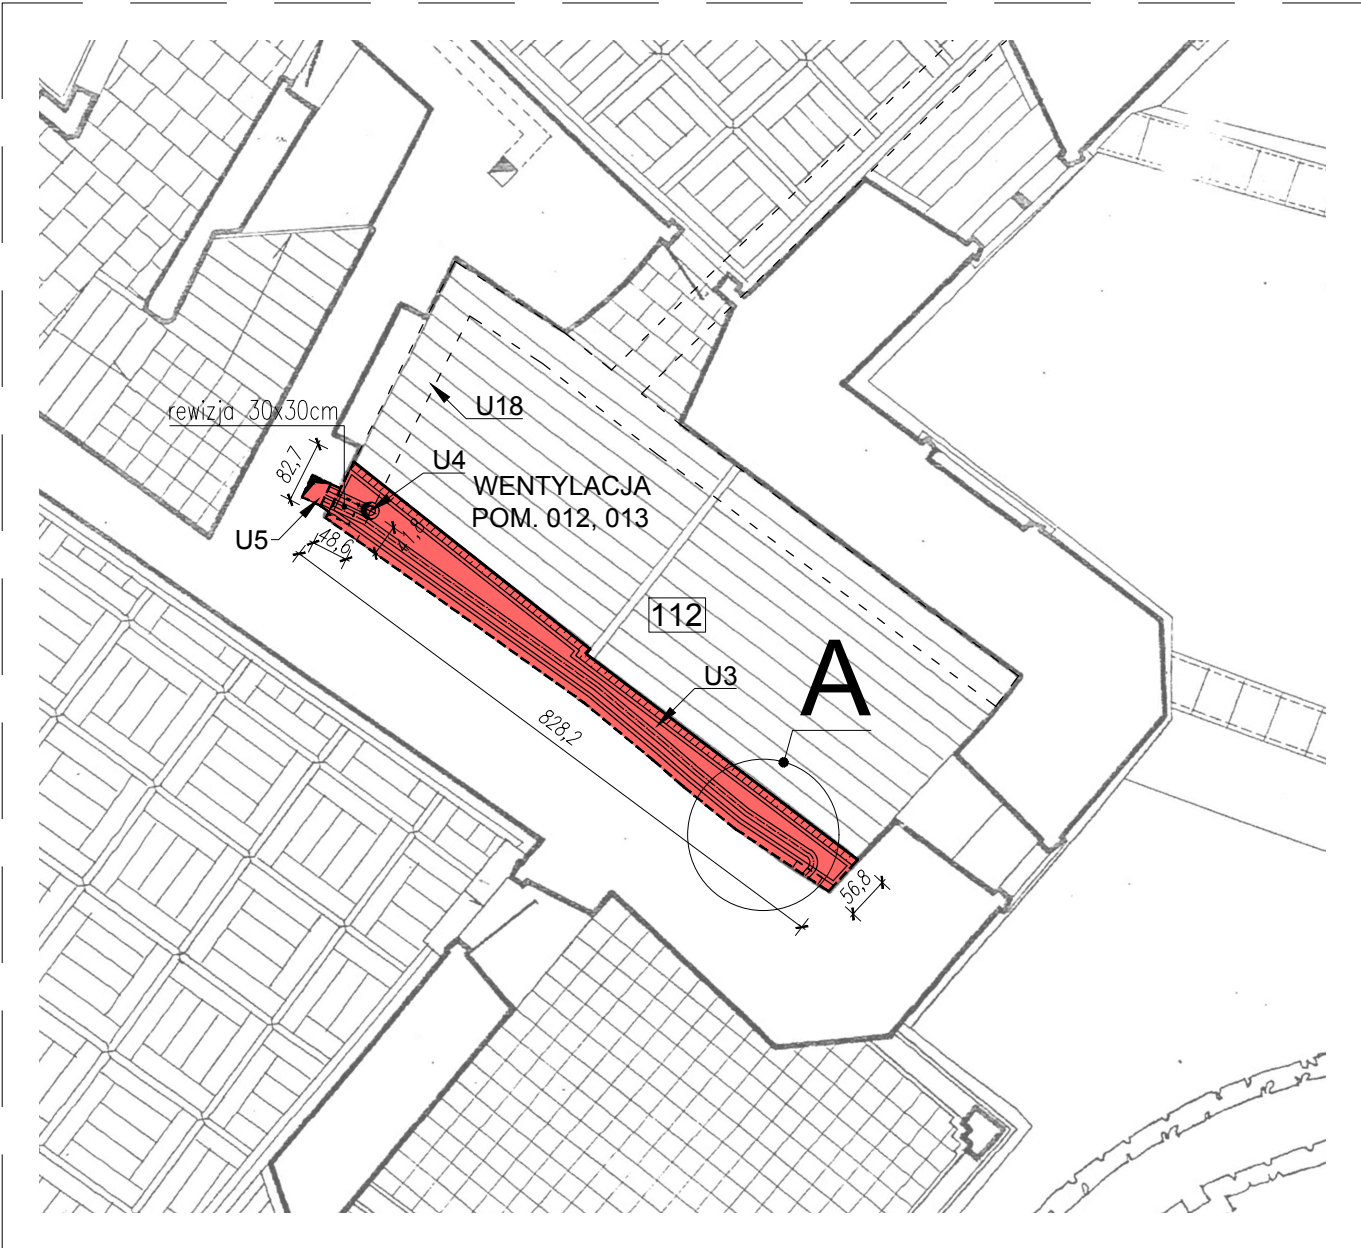 U18
rewizja 30x30cm
U4
82,7
WENTYLACJA
POM. 012, 013
U5
48,6
112
U3
A
828,2
56,8